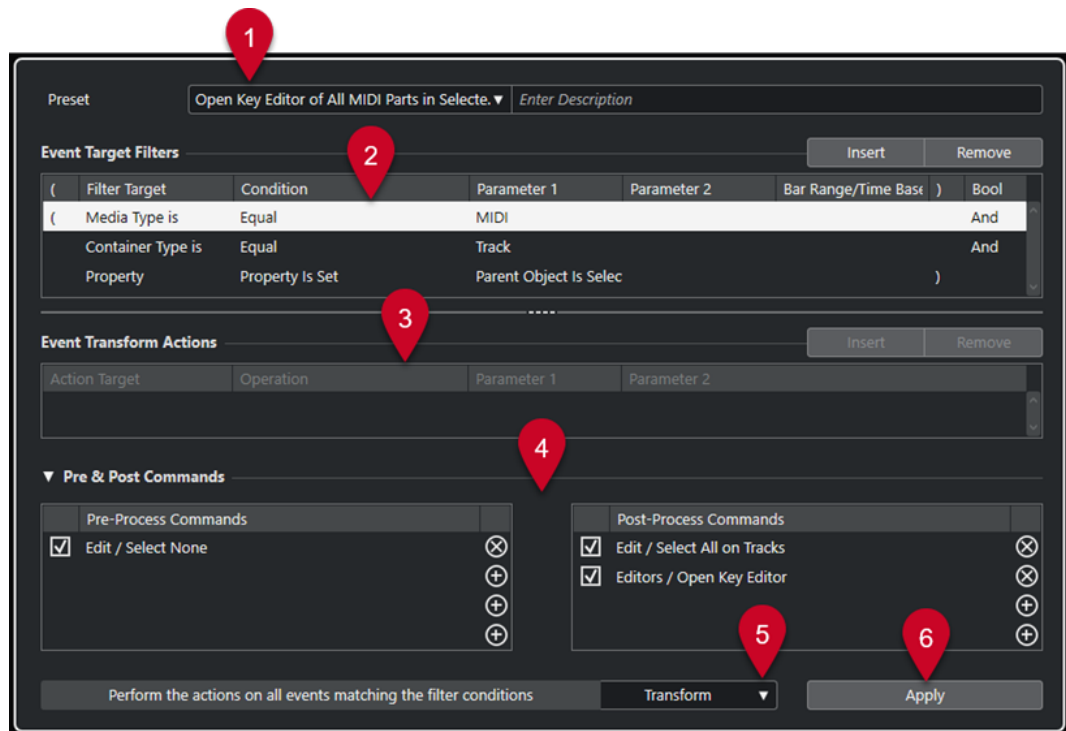 1
Preset Open Key Editor of All MIDI Parts in Selecte. ▼ Enter Description
2
Event Target Filters Insert Remove
( Filter Target Condition Parameter 1 Parameter 2 Bar Range/Time Base ) Bool
( Media Type is Equal MIDI And
Container Type is Equal Track And
Property Property Is Set Parent Object Is Selec )
3
Event Transform Actions Insert Remove
Action Target Operation Parameter 1 Parameter 2
4
▼ Pre & Post Commands
Pre-Process Commands Post-Process Commands
Edit / Select None Edit / Select All on Tracks
Editors / Open Key Editor
5 6
Perform the actions on all events matching the filter conditions Transform ▼ Apply